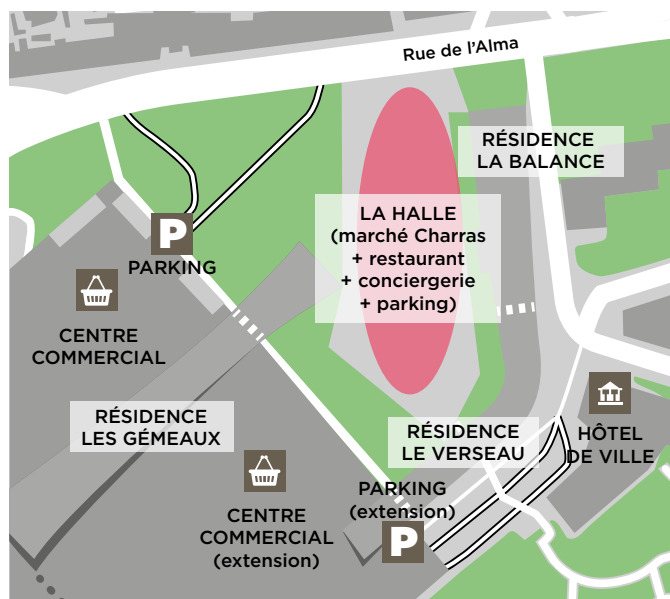 Rue de l'Alma
RÉSIDENCE
LA BALANCE
LA HALLE
(marché Charras
+ restaurant
+ conciergerie
+ parking)
P
PARKING
CENTRE
COMMERCIAL
RÉSIDENCE
LES GÉMEAUX
RÉSIDENCE
LE VERSEAU
HÔTEL
DE VILLE
PARKING
(extension)
P
CENTRE
COMMERCIAL
(extension)